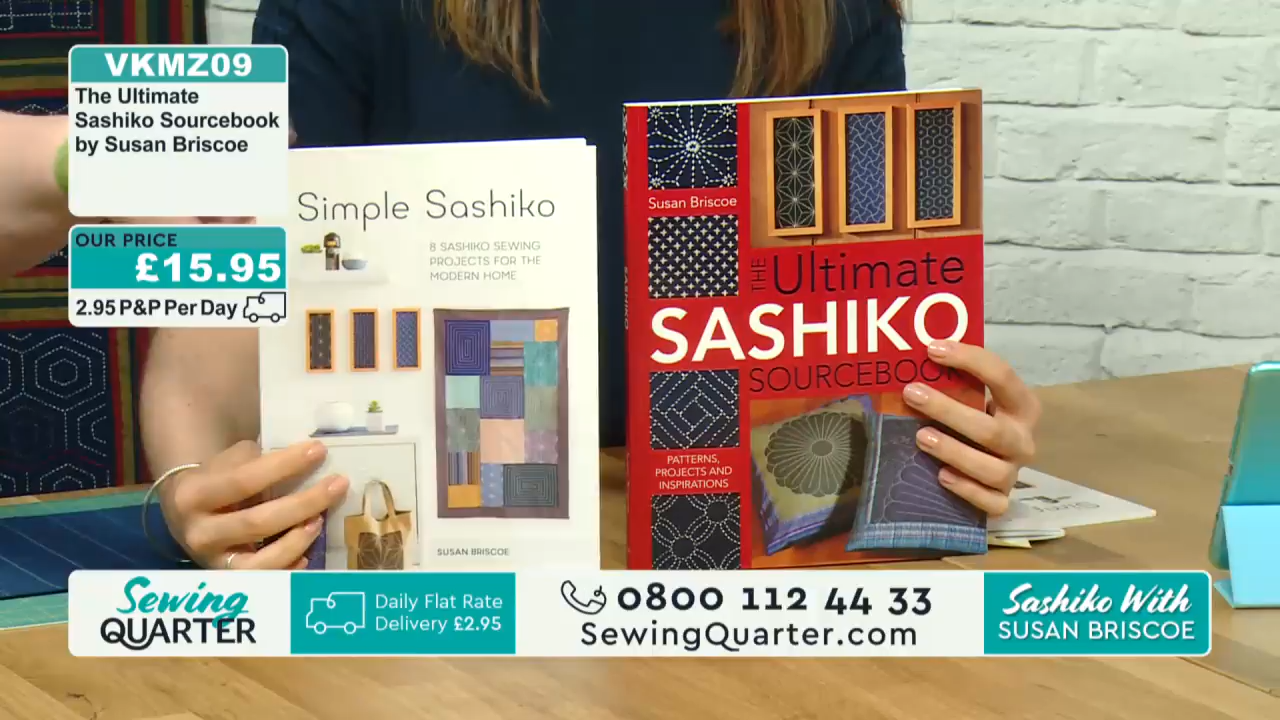 VKMZ09
The Ultimate
Sashiko Sourcebook
by Susan Briscoe
OUR PRICE
£15.95
2.95 P&P Per Day
Simple Sashiko
8 SASHIKO SEWING
PROJECTS FOR THE
MODERN HOME
SUSAN BRISCOE
Susan Briscoe
THE Ultimate
SASHIKO
SOURCEBOOK
PATTERNS,
PROJECTS AND
INSPIRATIONS
Sewing
QUARTER
Daily Flat Rate
Delivery £2.95
0800 112 44 33
SewingQuarter.com
Sashiko With
SUSAN BRISCOE